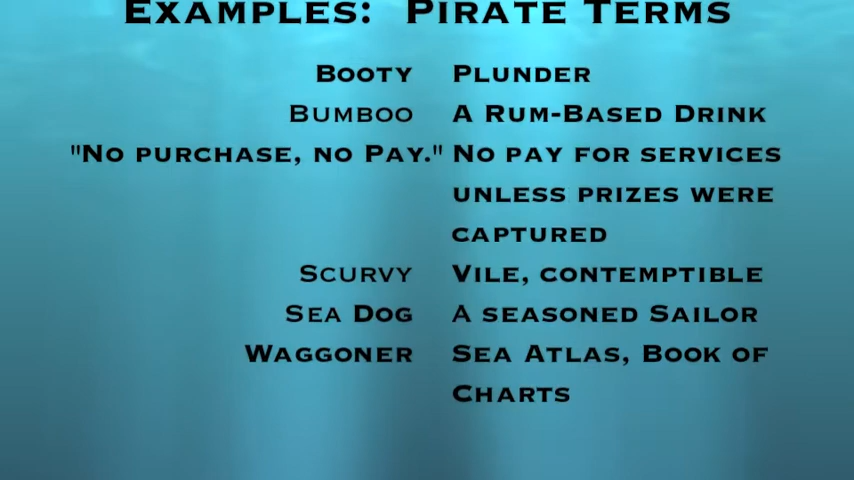 Examples: Pirate Terms
Booty Plunder
Bumboo A Rum-Based Drink
"No purchase, no Pay." No pay for services
unless prizes were
captured
Scurvy Vile, contemptible
Sea Dog A seasoned Sailor
Waggoner Sea Atlas, Book of
Charts